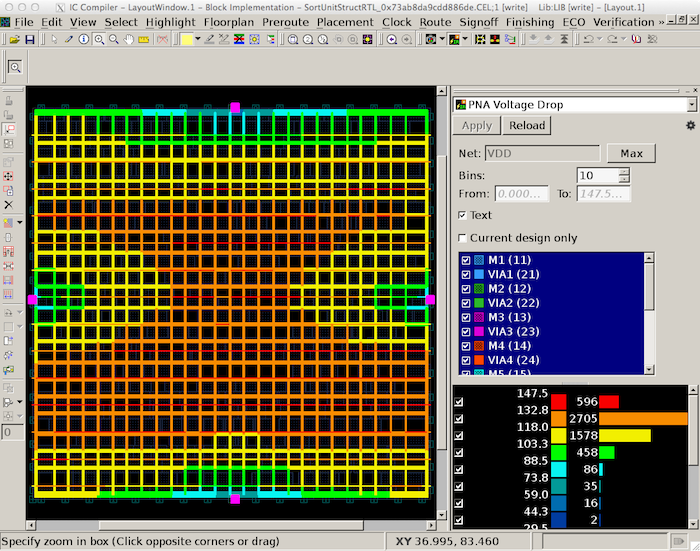 IC Compiler - LayoutWindow.1 - Block Implementation - SortUnitStructRTL_0x73ab8da9cdd886de.CEL;1 [write] Lib:LIB [write] - [Layout.1]
File Edit View Select Highlight Floorplan Preroute Placement Clock Route Signoff Finishing ECO Verification »
PNA Voltage Drop
Apply Reload
Net: VDD Max
Bins: 10
From: 0.000... To: 147.5...
Text
Current design only
M1 (11)
VIA1 (21)
M2 (12)
VIA2 (22)
M3 (13)
VIA3 (23)
M4 (14)
VIA4 (24)
M5 (15)
147.5
596
132.8
2705
118.0
1578
103.3
458
88.5
86
73.8
35
59.0
16
44.3
2
29.5
0
Specify zoom in box (Click opposite corners or drag)
XY 36.995, 83.460